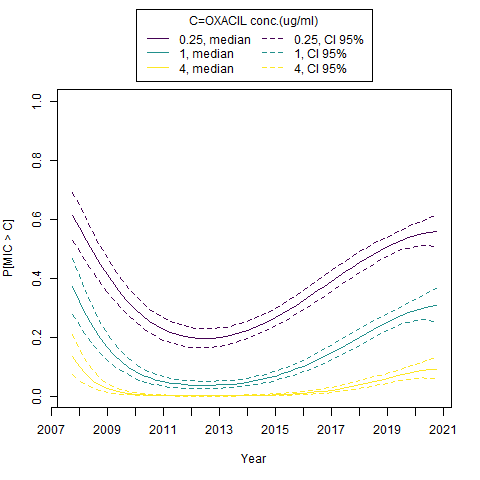 C=OXACIL conc.(ug/ml)
0.25, median 0.25, CI 95%
1, median 1, CI 95%
4, median 4, CI 95%
1.0
0.8
0.6
0.4
0.2
0.0
P[MIC > C]
2007 2009 2011 2013 2015 2017 2019 2021
Year